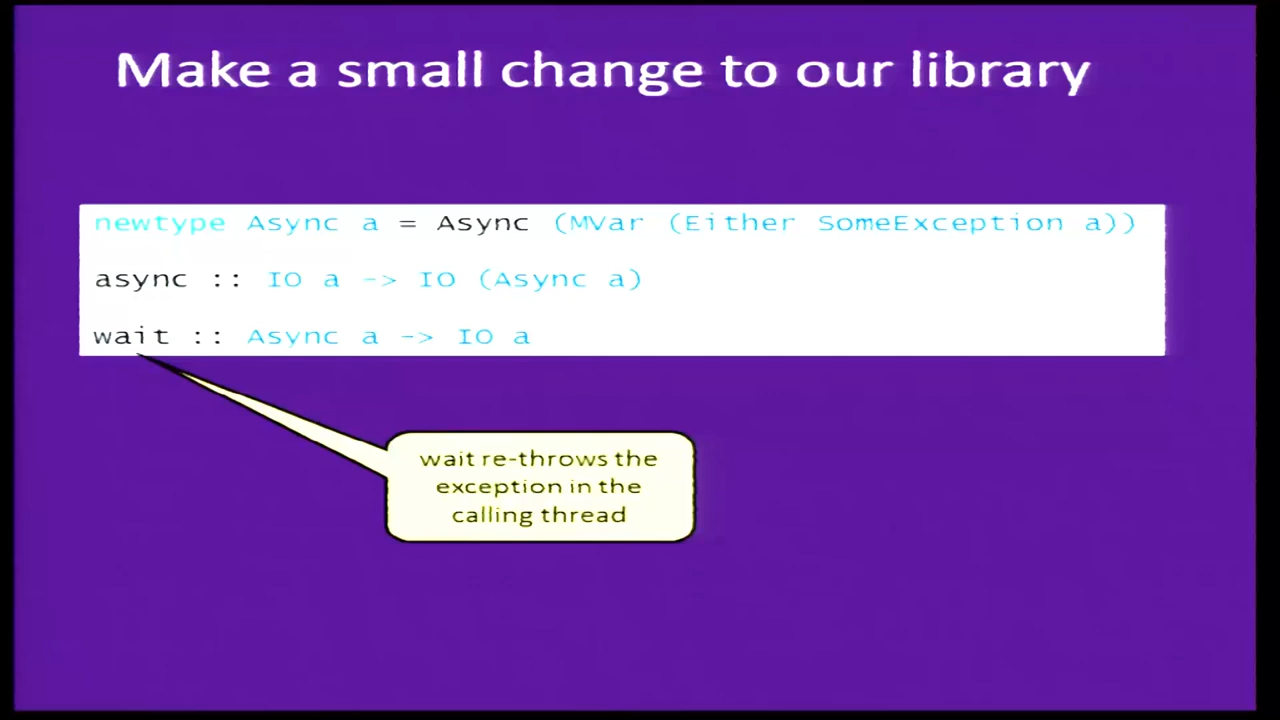 Make a small change to our library
newtype Async a = Async (MVar (Either SomeException a))
async :: IO a -> IO (Async a)
wait :: Async a -> IO a
wait re-throws the
exception in the
calling thread